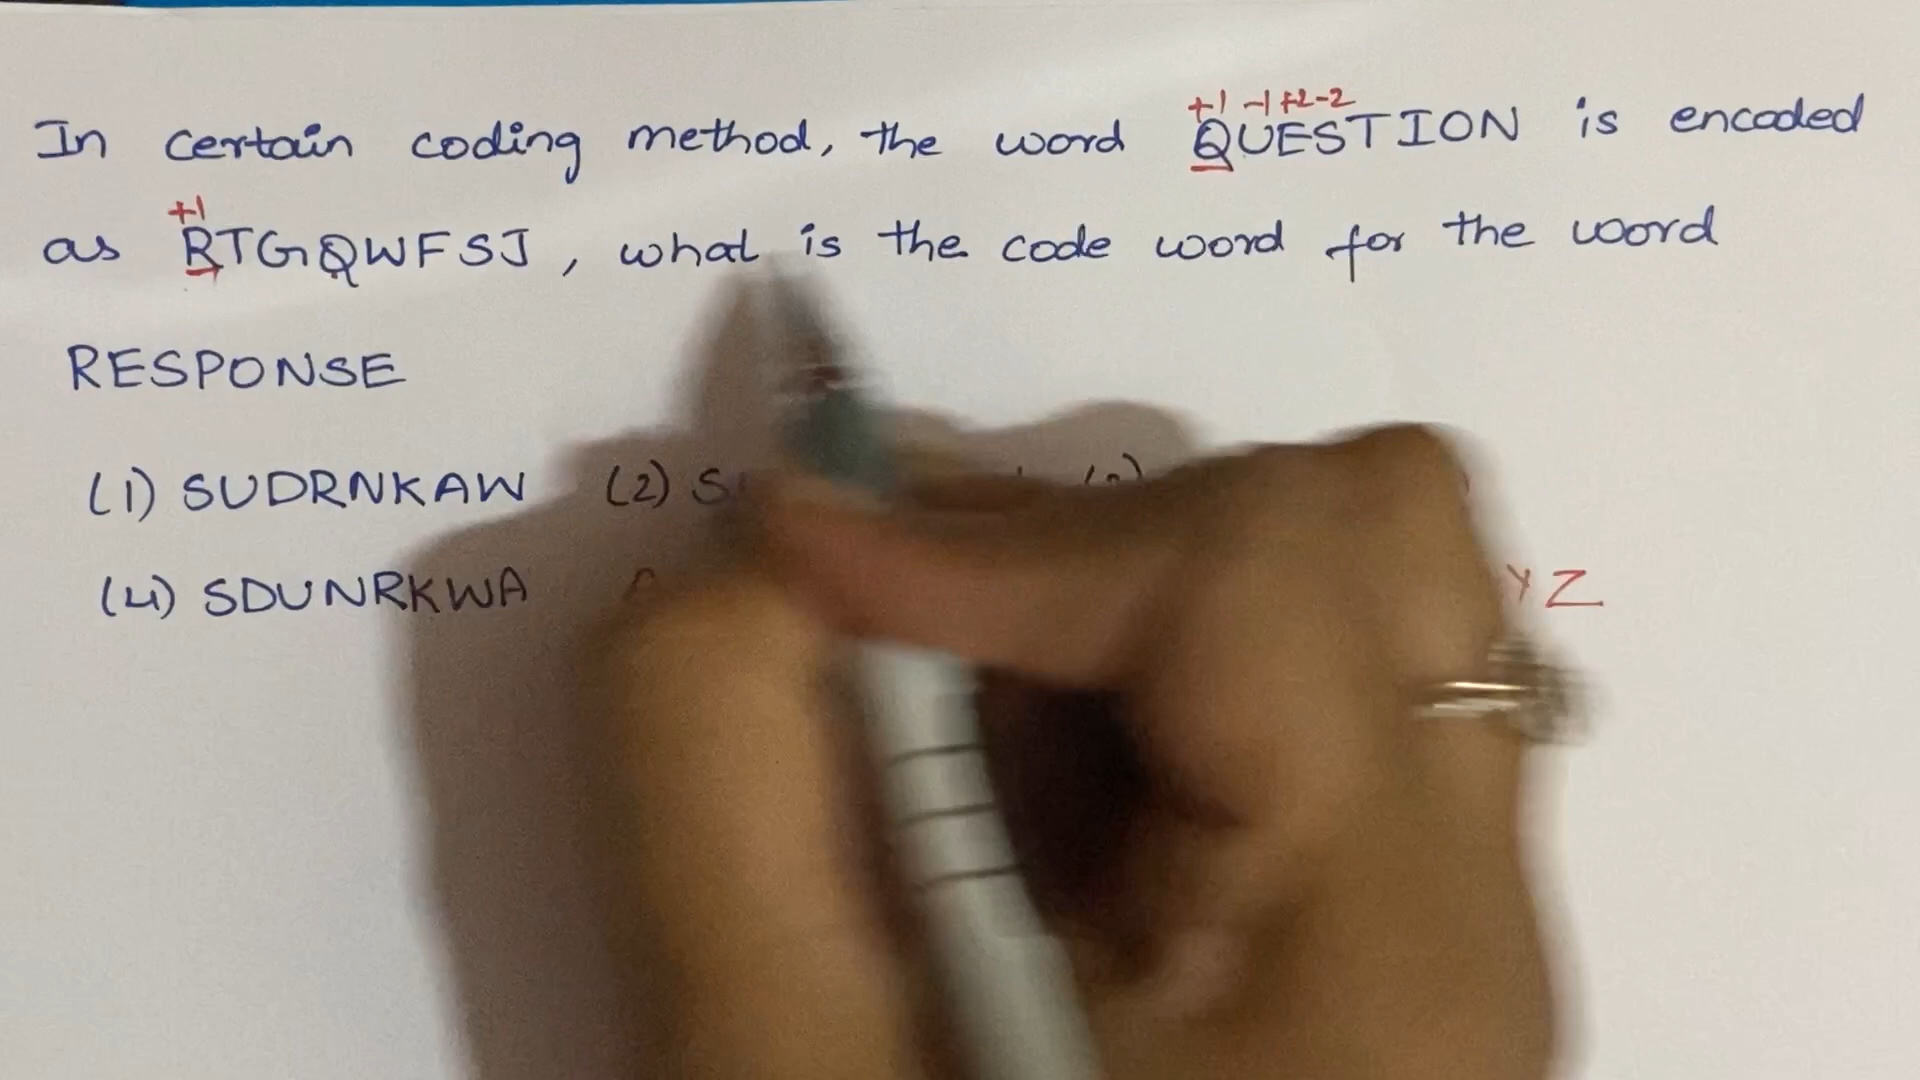 +1 -1 +2 -2
In certain coding method, the word QUESTION is encoded
+1
as RTGQWFSJ, what is the code word for the word
RESPONSE
(1) SUDRNKAW (2) S
(4) SDUNRKWA Y Z